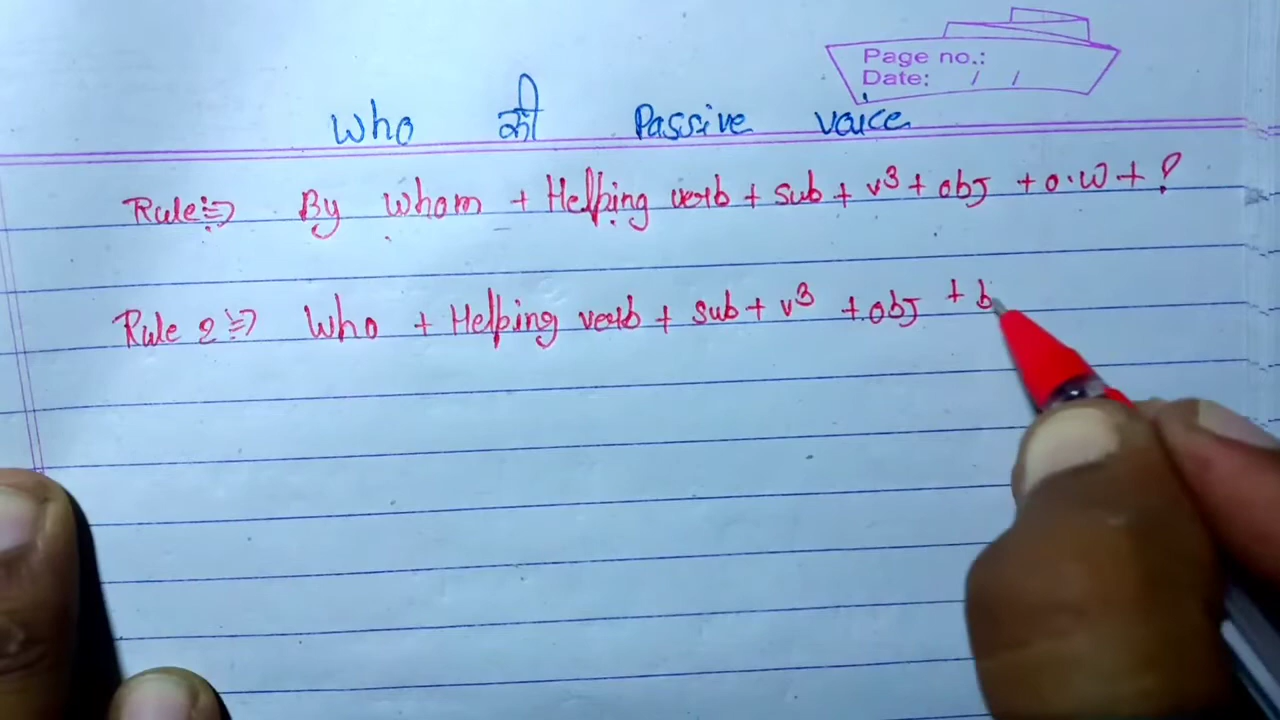 Page no.:
Date: / /
Who की Passive voice
Rule:⇒ By whom + Helping verb + sub + v³ + obj + o.w + ?
Rule 2⇒ Who + Helping verb + sub + v³ + obj + b